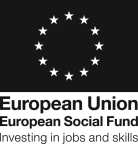 European Union
European Social Fund
Investing in jobs and skills